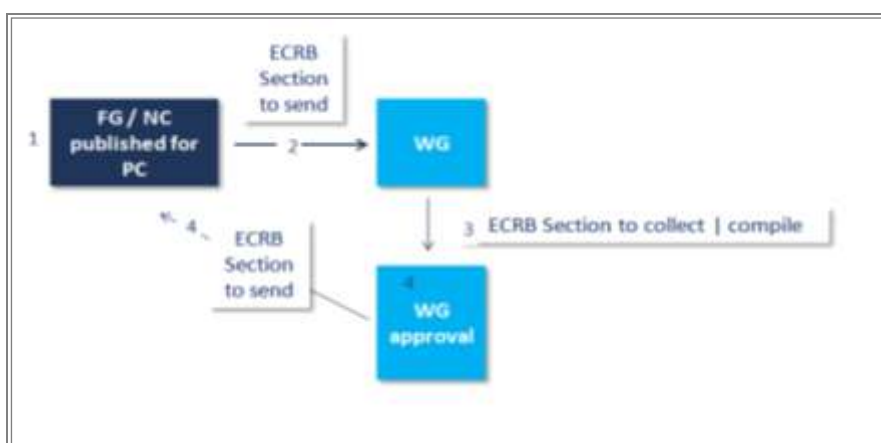 ECRB
Section
to send
1
FG / NC
published for
PC
2
WG
3 ECRB Section to collect | compile
4
ECRB
Section
to send
4
WG
approval